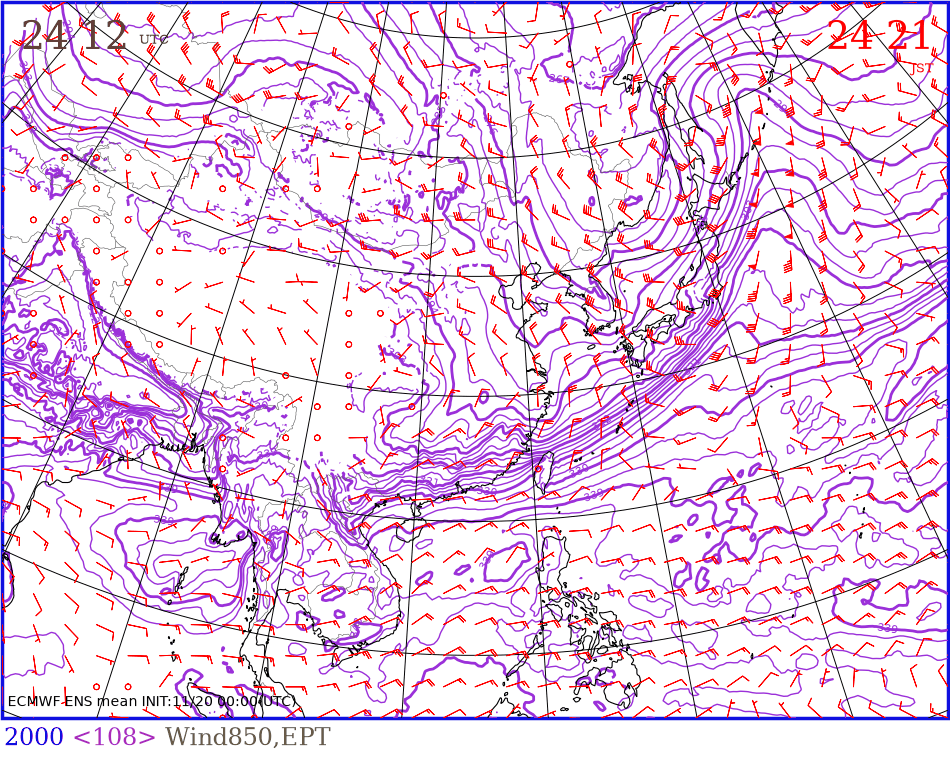 24 12 UTC
24 21 JST
ECMWF-ENS mean INIT:11/20 00:00(UTC)
2000 <108> Wind850,EPT